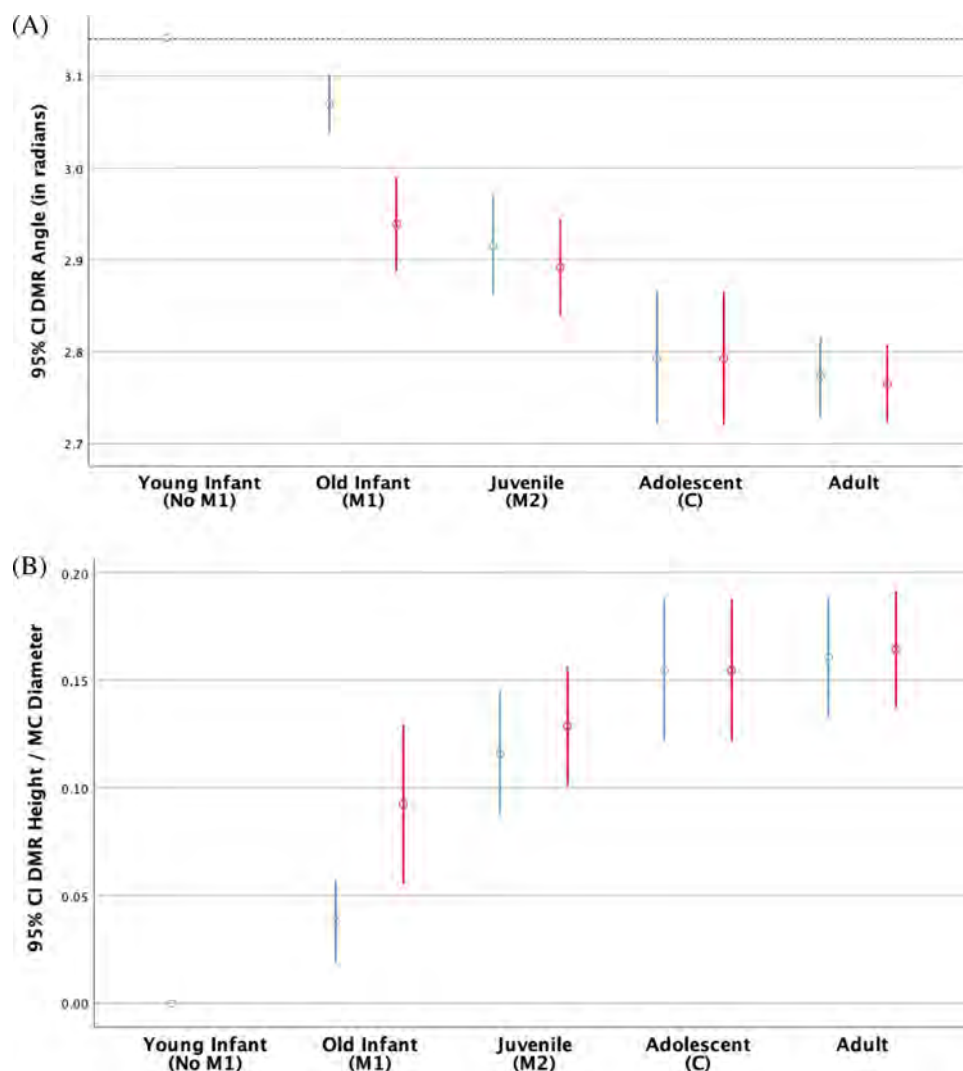 (A)
95% CI DMR Angle (in radians)
3.1
3.0
2.9
2.8
2.7
Young Infant Old Infant Juvenile Adolescent Adult
(No M1) (M1) (M2) (C)
(B)
95% CI DMR Height / MC Diameter
0.20
0.15
0.10
0.05
0.00
Young Infant Old Infant Juvenile Adolescent Adult
(No M1) (M1) (M2) (C)